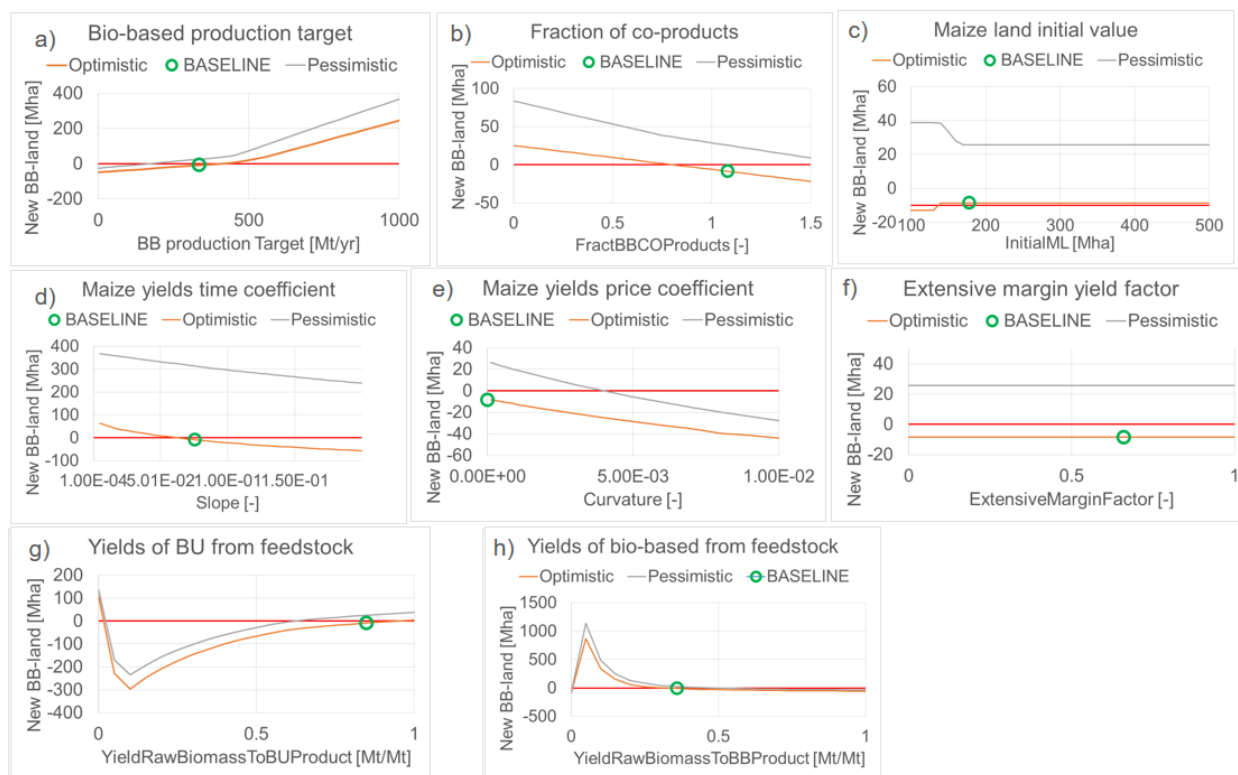 a) Bio-based production target
Optimistic BASELINE Pessimistic
New BB-land [Mha]
400
200
0
-200
0 500 1000
BB production Target [Mt/yr]
b) Fraction of co-products
Optimistic BASELINE Pessimistic
New BB-land [Mha]
100
50
0
-50
0 0.5 1 1.5
FractBBCOProducts [-]
c) Maize land initial value
Optimistic BASELINE Pessimistic
New BB-land [Mha]
60
40
20
0
-20
100 200 300 400 500
InitialML [Mha]
d) Maize yields time coefficient
BASELINE Optimistic Pessimistic
New BB-land [Mha]
400
300
200
100
0
-100
1.00E-045.01E-021.00E-011.50E-01
Slope [-]
e) Maize yields price coefficient
BASELINE Optimistic Pessimistic
New BB-land [Mha]
40
20
0
-20
-40
-60
0.00E+00 5.00E-03 1.00E-02
Curvature [-]
f) Extensive margin yield factor
Optimistic BASELINE Pessimistic
New BB-land [Mha]
40
20
0
-20
0 0.5 1
ExtensiveMarginFactor [-]
g) Yields of BU from feedstock
New BB-land [Mha]
200
100
0
-100
-200
-300
-400
0 0.5 1
YieldRawBiomassToBUProduct [Mt/Mt]
h) Yields of bio-based from feedstock
Optimistic Pessimistic BASELINE
New BB-land [Mha]
1500
1000
500
0
-500
0 0.5 1
YieldRawBiomassToBBProduct [Mt/Mt]